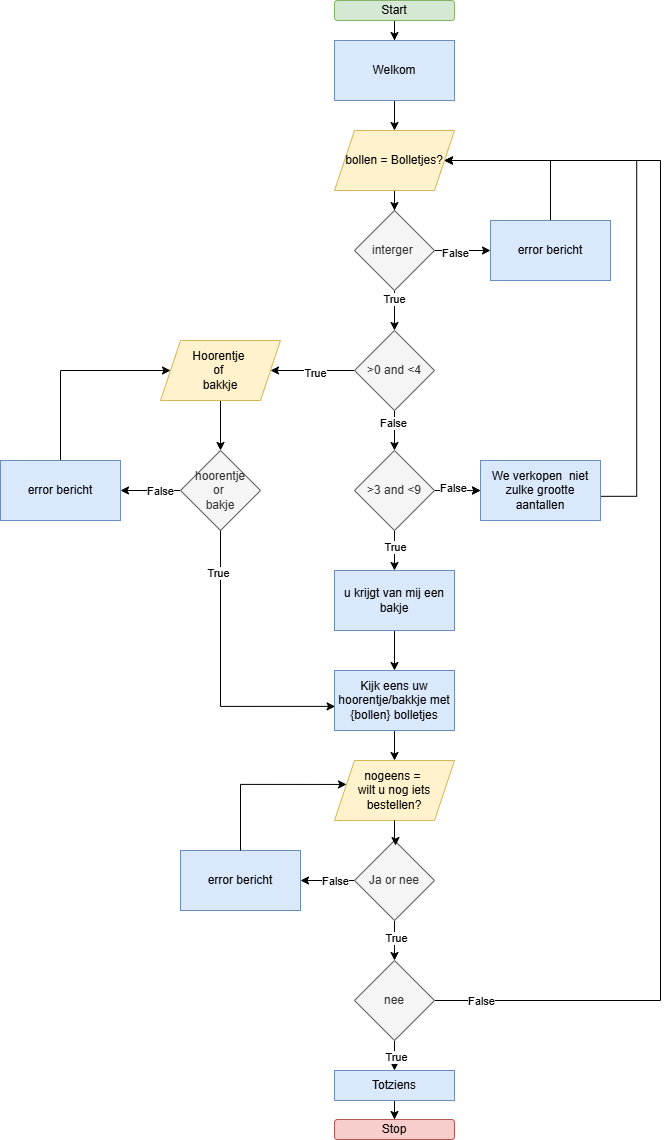 Start
Welkom
bollen = Bolletjes?
interger
False
error bericht
True
Hoorentje
of
bakkje
True
>0 and <4
False
error bericht
False
hoorentje
or
bakje
>3 and <9
False
We verkopen niet
zulke grootte
aantallen
True
True
u krijgt van mij een
bakje
Kijk eens uw
hoorentje/bakkje met
{bollen} bolletjes
nogeens =
wilt u nog iets
bestellen?
error bericht
False
Ja or nee
True
nee
False
True
Totziens
Stop